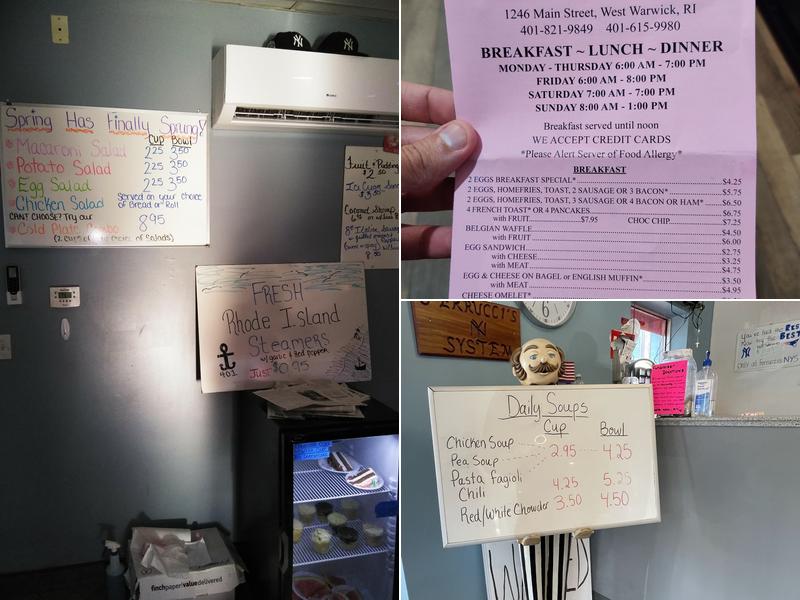 Spring Has Finally Sprung!
Cup Bowl
Macaroni Salad 2.25 3.50
Potato Salad 2.25 3.50
Egg Salad 2.25 3.50
Chicken Salad Served on your choice
of Bread or Roll
CAN'T CHOOSE? Try our 8.95
Cold Plate Combo
Fruit + Pudding
FRESH
Rhode Island
Steamers
w/ garlic & Red pepper
401 Just $
finchpaper | value delivered
1246 Main Street, West Warwick, RI
401-821-9849 401-615-9980
BREAKFAST ~ LUNCH ~ DINNER
MONDAY - THURSDAY 6:00 AM - 7:00 PM
FRIDAY 6:00 AM - 8:00 PM
SATURDAY 7:00 AM - 7:00 PM
SUNDAY 8:00 AM - 1:00 PM
Breakfast served until noon
WE ACCEPT CREDIT CARDS
*Please Alert Server of Food Allergy*
BREAKFAST
2 EGGS BREAKFAST SPECIAL* $4.25
2 EGGS, HOMEFRIES, TOAST, 2 SAUSAGE OR 3 BACON* $5.75
2 EGGS, HOMEFRIES, TOAST, 3 SAUSAGE OR 4 BACON OR HAM* $6.50
4 FRENCH TOAST* OR 4 PANCAKES $6.75
with FRUIT $7.95 CHOC CHIP $7.25
BELGIAN WAFFLE $4.50
with FRUIT $6.00
EGG SANDWICH $2.75
with CHEESE $3.25
with MEAT $4.75
EGG & CHEESE ON BAGEL or ENGLISH MUFFIN* $3.50
with MEAT $4.95
CHEESE OMELET*
SYSTEM
Daily Soups
Cup Bowl
Chicken Soup
Pea Soup 2.95 4.25
Pasta Fagioli
Chili 4.25 5.25
Red/White Chowder 3.50 4.50